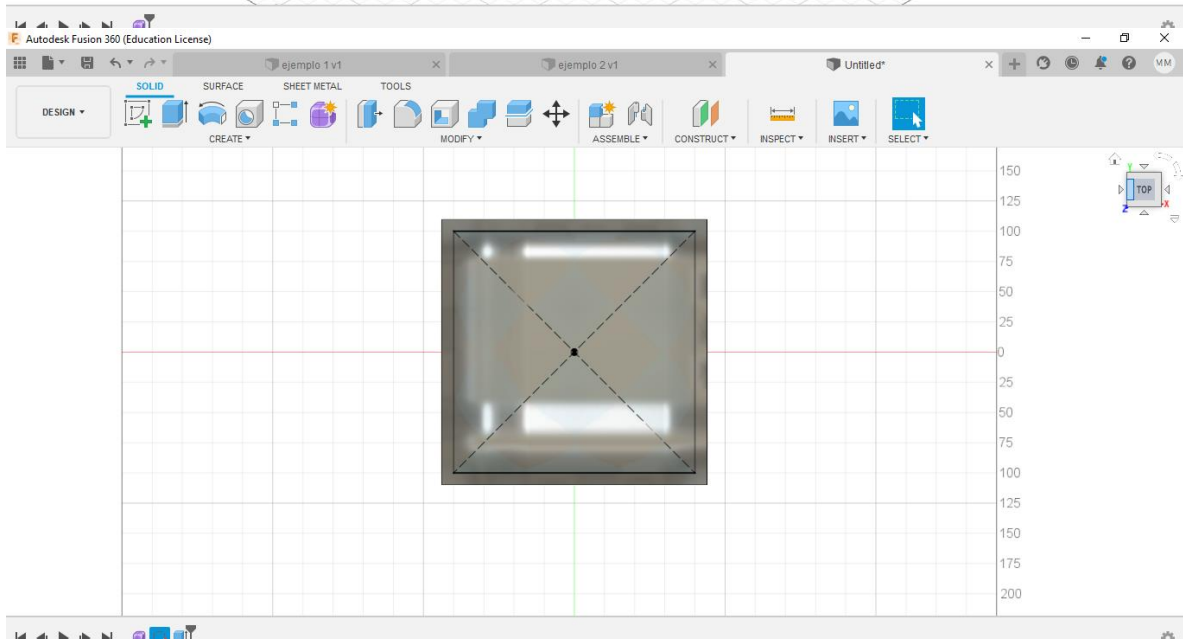 Autodesk Fusion 360 (Education License)
ejemplo 1 v1
ejemplo 2 v1
Untitled*
MM
SOLID
SURFACE
SHEET METAL
TOOLS
DESIGN
CREATE
MODIFY
ASSEMBLE
CONSTRUCT
INSPECT
INSERT
SELECT
TOP
Y
X
Z
150
125
100
75
50
25
0
25
50
75
100
125
150
175
200